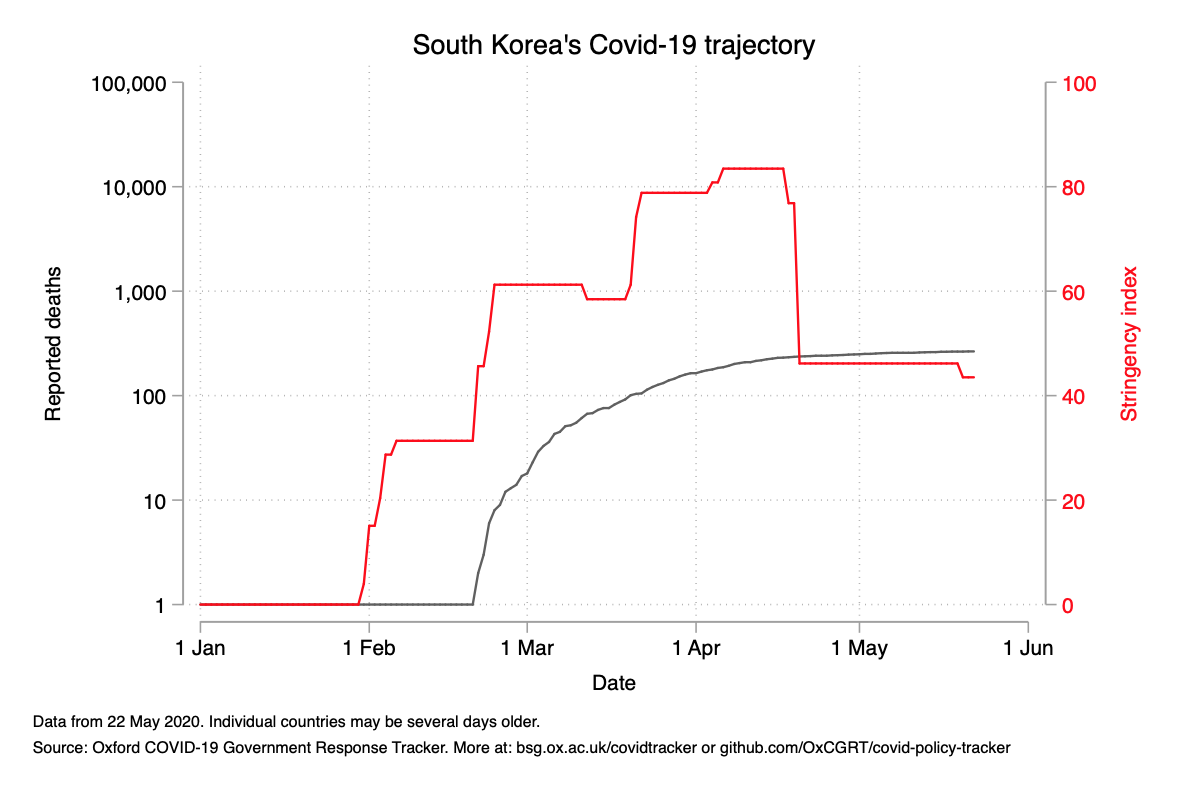 South Korea's Covid-19 trajectory
100,000
10,000
1,000
100
10
1
Reported deaths
100
80
60
40
20
0
Stringency index
1 Jan 1 Feb 1 Mar 1 Apr 1 May 1 Jun
Date
Data from 22 May 2020. Individual countries may be several days older.
Source: Oxford COVID-19 Government Response Tracker. More at: bsg.ox.ac.uk/covidtracker or github.com/OxCGRT/covid-policy-tracker